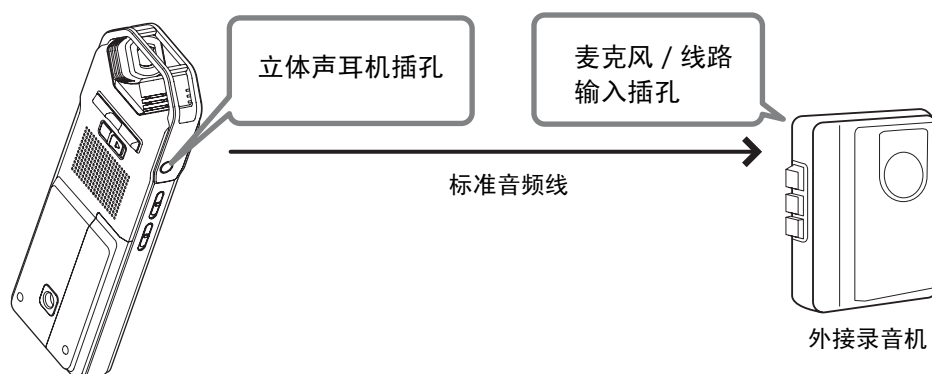 立体声耳机插孔
麦克风 / 线路
输入插孔
标准音频线
外接录音机